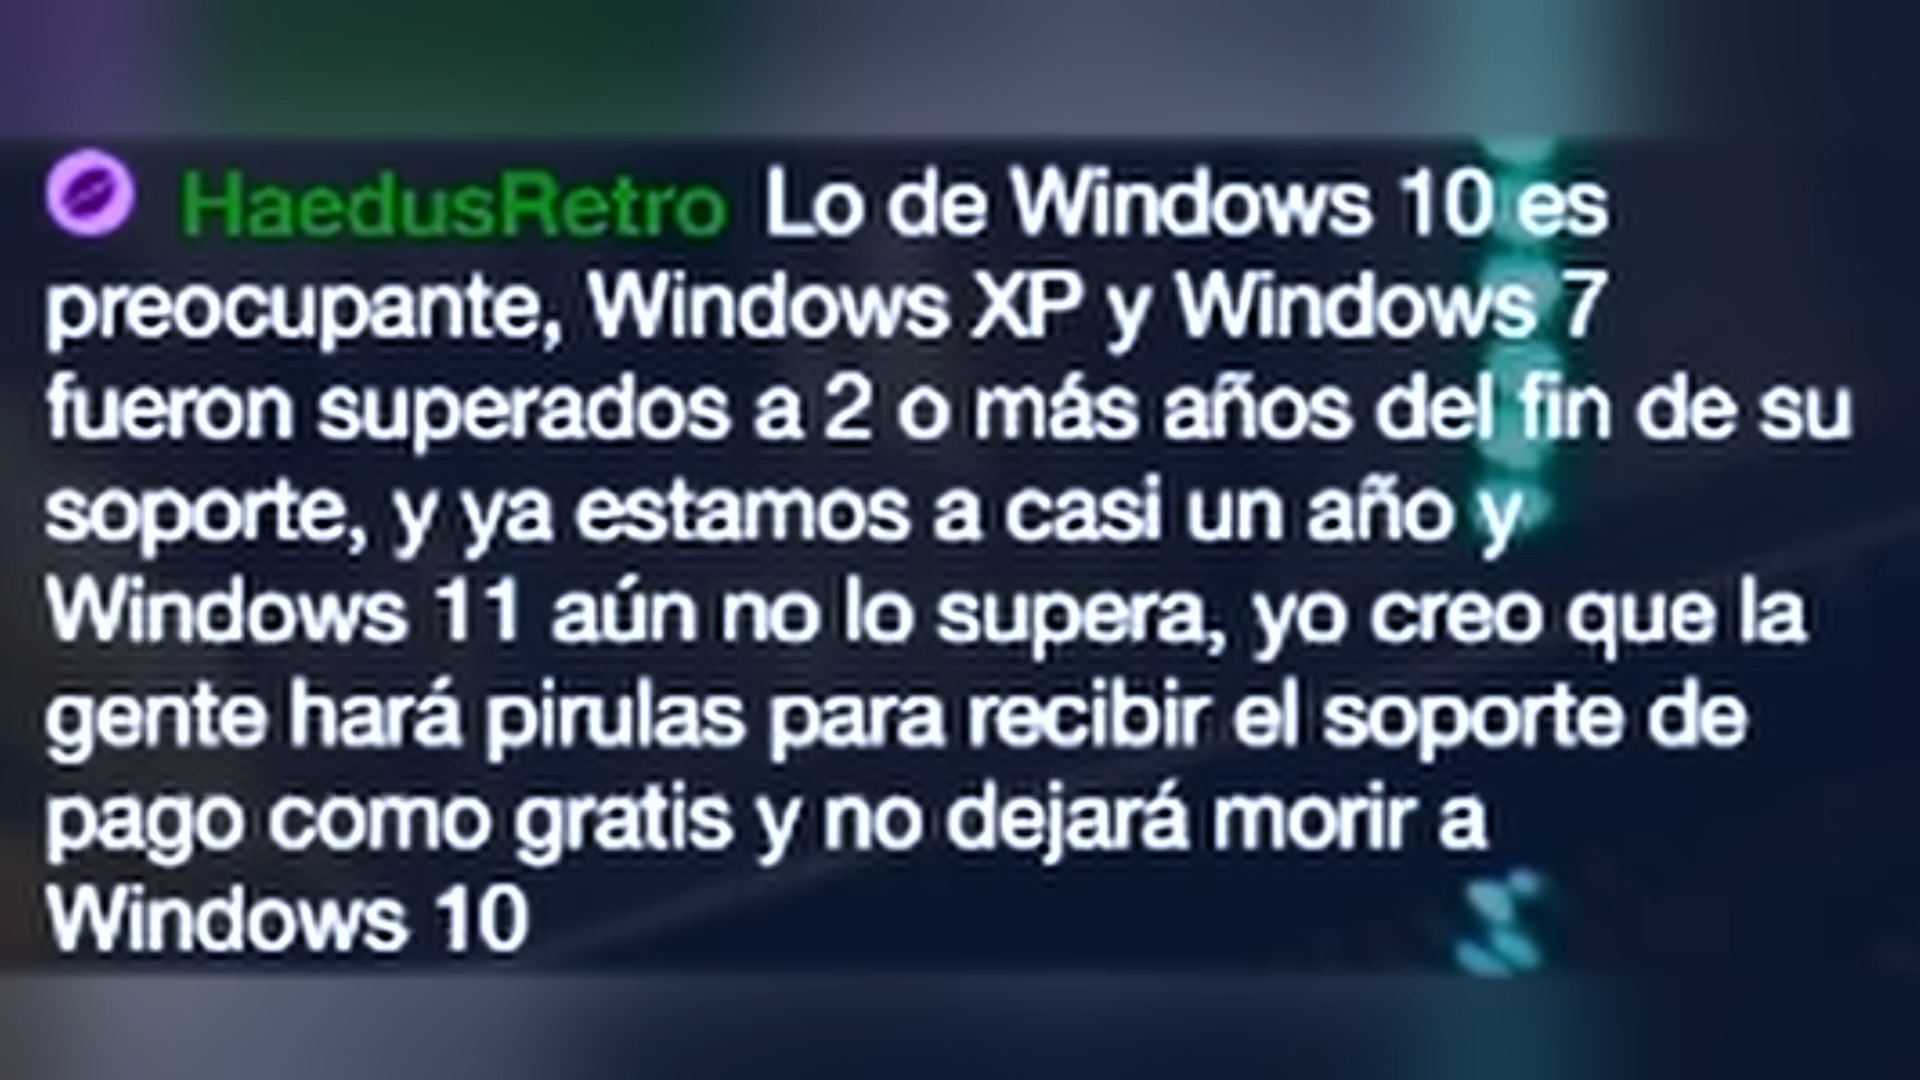 HaedusRetro Lo de Windows 10 es
preocupante, Windows XP y Windows 7
fueron superados a 2 o más años del fin de su
soporte, y ya estamos a casi un año y
Windows 11 aún no lo supera, yo creo que la
gente hará pirulas para recibir el soporte de
pago como gratis y no dejará morir a
Windows 10